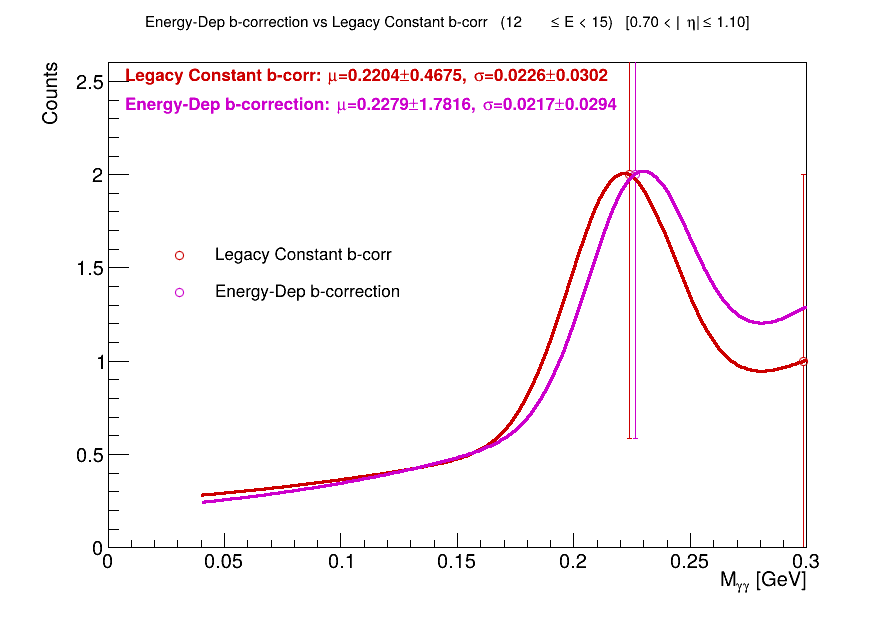 Energy-Dep b-correction vs Legacy Constant b-corr (12 ≤ E < 15) [0.70 < | η| ≤ 1.10]
Counts
Legacy Constant b-corr: μ=0.2204±0.4675, σ=0.0226±0.0302
Energy-Dep b-correction: μ=0.2279±1.7816, σ=0.0217±0.0294
2.5
2
1.5
1
0.5
0
Legacy Constant b-corr
Energy-Dep b-correction
0 0.05 0.1 0.15 0.2 0.25 0.3
Mγγ [GeV]